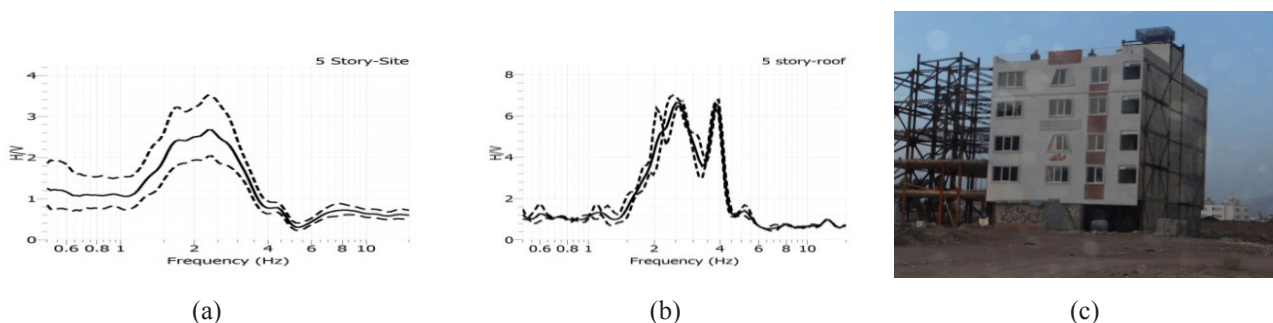 5 Story-Site
4
3
2
1
0
H/V
0.6 0.8 1 2 4 6 8 10
Frequency (Hz)
(a)
5 story-roof
8
6
4
2
0
H/V
0.6 0.8 1 2 4 6 8 10
Frequency (Hz)
(b)
(c)